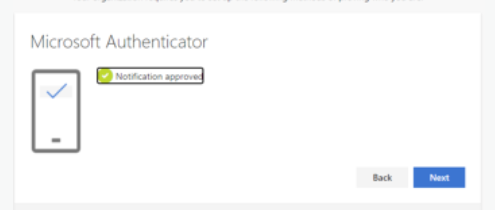 Microsoft Authenticator
Notification approved
Back
Next